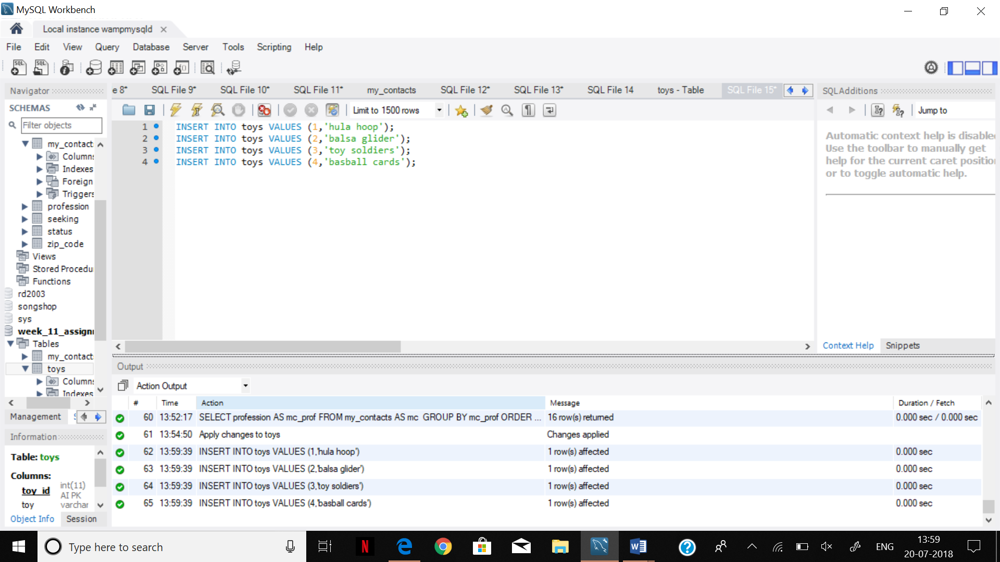 MySQL Workbench
Local instance wampmysqld
File Edit View Query Database Server Tools Scripting Help
Navigator
e 8* SQL File 9* SQL File 10* SQL File 11* my_contacts SQL File 12* SQL File 13* SQL File 14 toys - Table SQL File 15*
SQLAdditions
SCHEMAS
Limit to 1500 rows
Jump to
Filter objects
my_contact
Column
Indexes
Foreign
Triggers
profession
seeking
status
zip_code
Views
Stored Procedu
Functions
rd2003
songshop
sys
week_11_assign
Tables
my_contact
toys
Column
Indexes
1 INSERT INTO toys VALUES (1,'hula hoop');
2 INSERT INTO toys VALUES (2,'balsa glider');
3 INSERT INTO toys VALUES (3,'toy soldiers');
4 INSERT INTO toys VALUES (4,'basball cards');
Automatic context help is disable
Use the toolbar to manually get
help for the current caret positio
or to toggle automatic help.
Context Help Snippets
Management S
Information
Table: toys
Columns:
toy_id int(11)
AI PK
toy varchar
Object Info Session
Output
Action Output
# Time Action Message Duration / Fetch
60 13:52:17 SELECT profession AS mc_prof FROM my_contacts AS mc GROUP BY mc_prof ORDER ... 16 row(s) returned 0.000 sec / 0.000 sec
61 13:54:50 Apply changes to toys Changes applied
62 13:59:39 INSERT INTO toys VALUES (1,'hula hoop') 1 row(s) affected 0.000 sec
63 13:59:39 INSERT INTO toys VALUES (2,'balsa glider') 1 row(s) affected 0.000 sec
64 13:59:39 INSERT INTO toys VALUES (3,'toy soldiers') 1 row(s) affected 0.000 sec
65 13:59:39 INSERT INTO toys VALUES (4,'basball cards') 1 row(s) affected 0.000 sec
Type here to search
ENG
13:59
20-07-2018